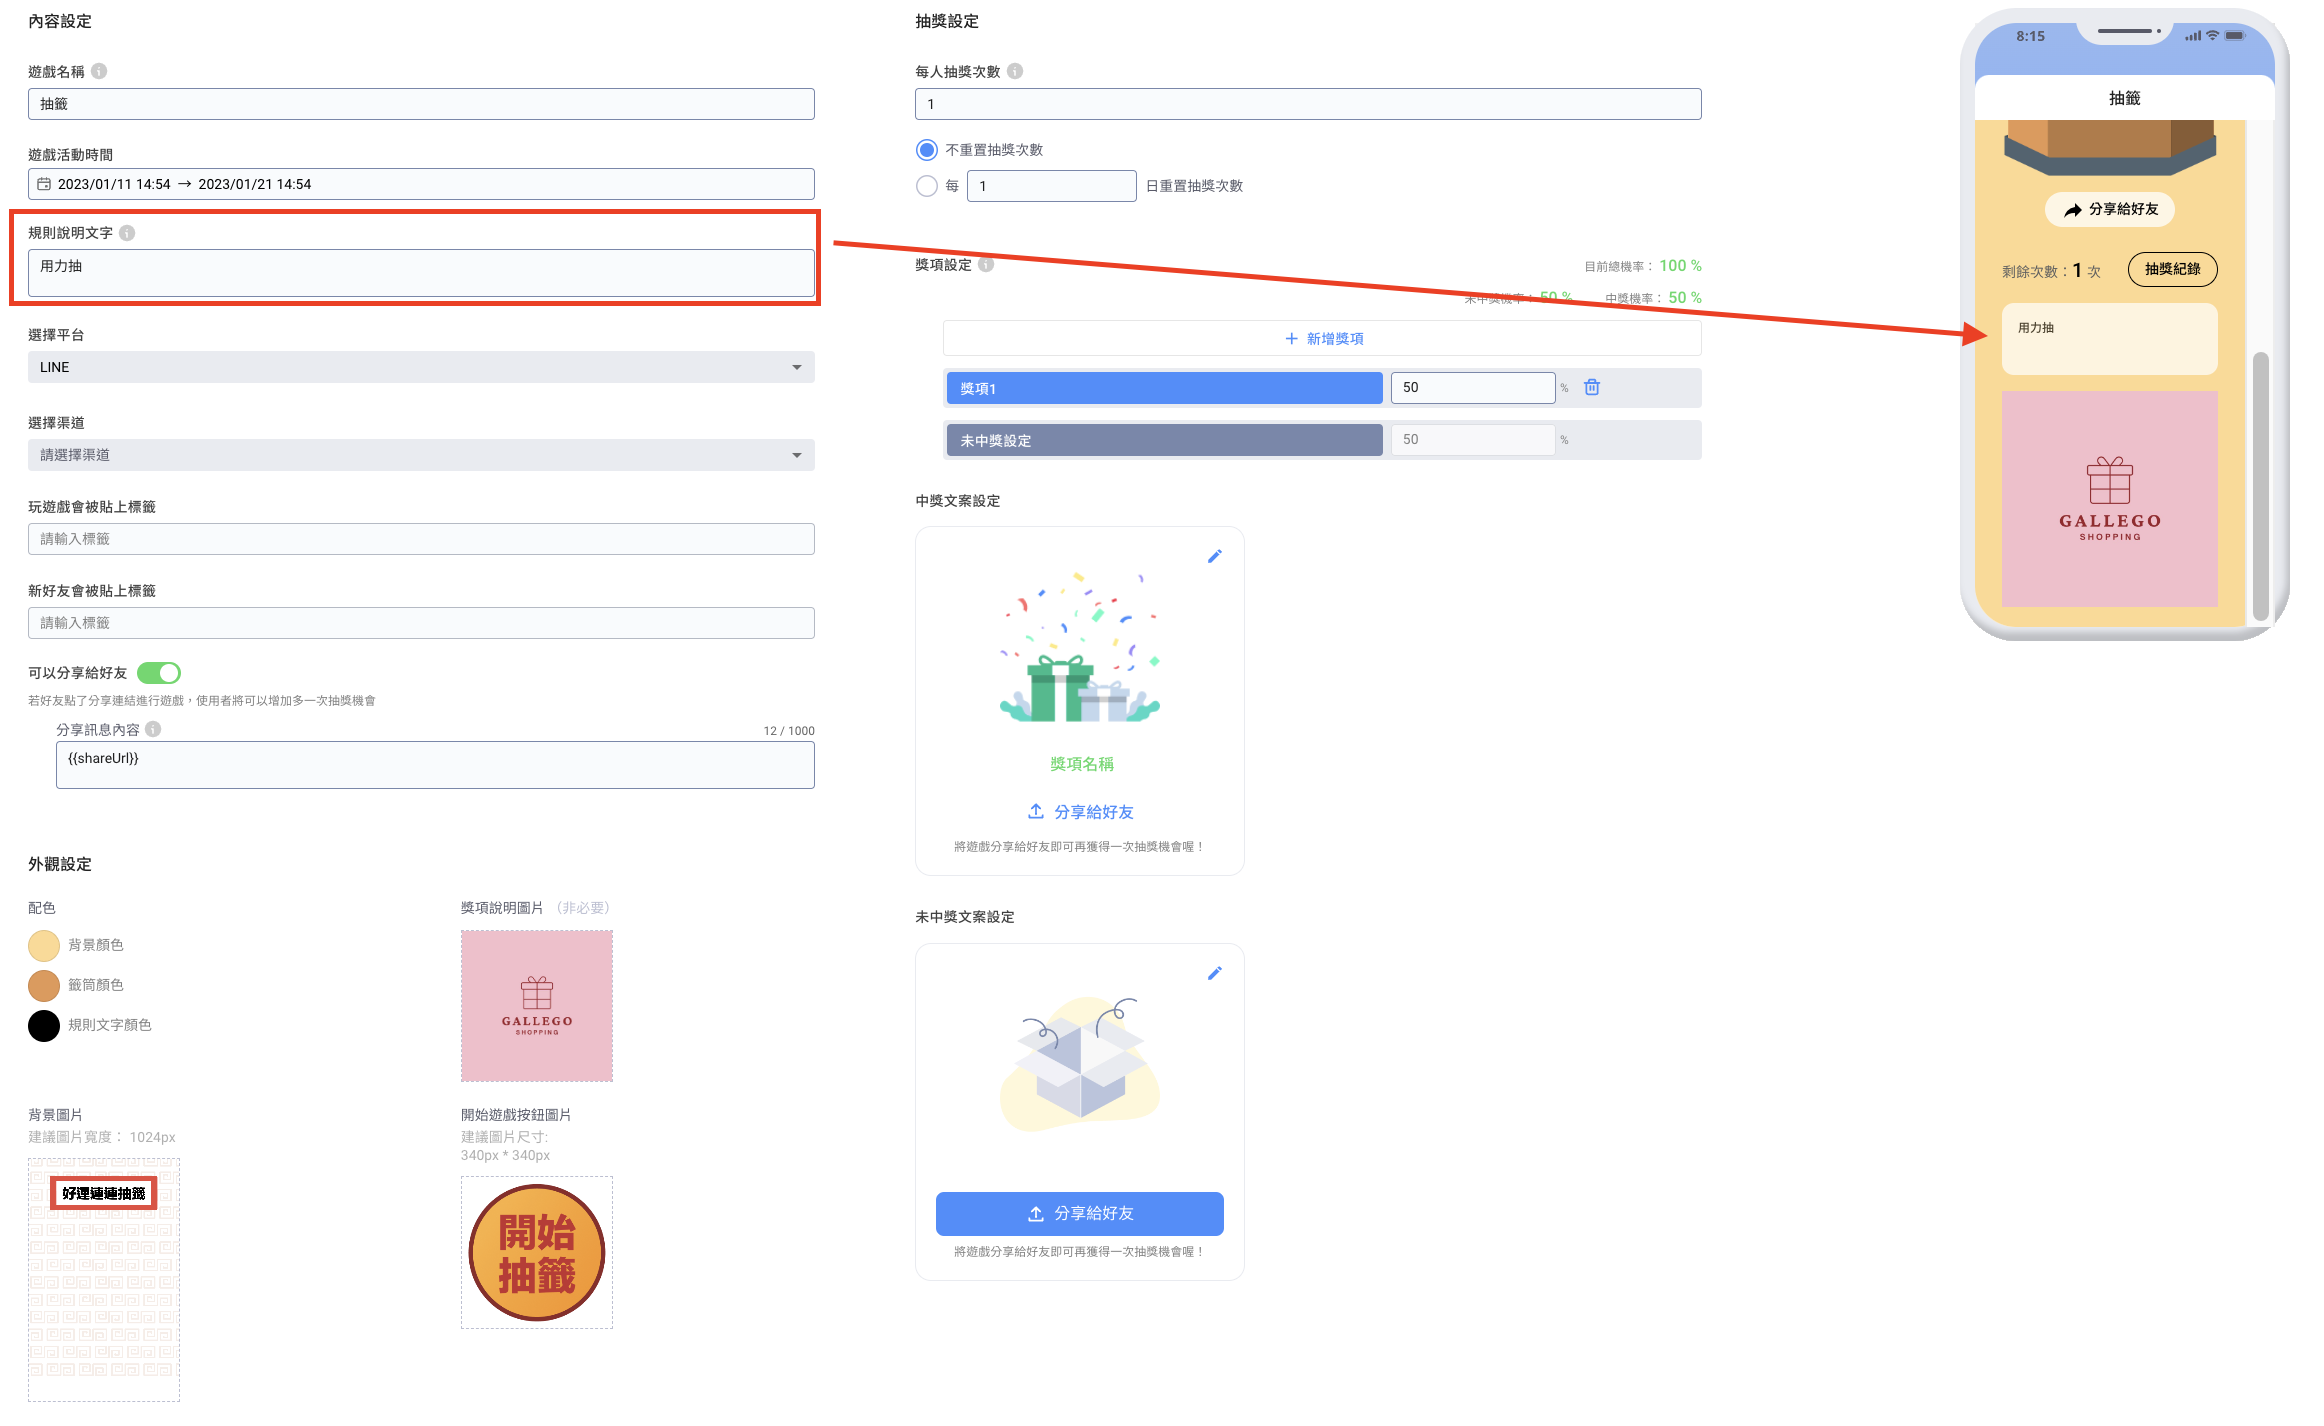 內容設定
遊戲名稱
抽籤
遊戲活動時間
2023/01/11 14:54 → 2023/01/21 14:54
規則說明文字
用力抽
選擇平台
LINE
選擇渠道
請選擇渠道
玩遊戲會被貼上標籤
請輸入標籤
新好友會被貼上標籤
請輸入標籤
可以分享給好友
若好友點了分享連結進行遊戲，使用者將可以增加多一次抽獎機會
分享訊息內容
12 / 1000
{{shareUrl}}
外觀設定
配色
背景顏色
籤筒顏色
規則文字顏色
獎項說明圖片（非必要）
GALLEGO
SHOPPING
背景圖片
建議圖片寬度： 1024px
好運連連抽籤
開始遊戲按鈕圖片
建議圖片尺寸:
340px * 340px
開始
抽籤
抽獎設定
每人抽獎次數
1
不重置抽獎次數
每 1 日重置抽獎次數
獎項設定
目前總機率： 100 %
未中獎機率： 50 % 中獎機率： 50 %
新增獎項
獎項1 50 %
未中獎設定 50 %
中獎文案設定
獎項名稱
分享給好友
將遊戲分享給好友即可再獲得一次抽獎機會喔！
未中獎文案設定
分享給好友
將遊戲分享給好友即可再獲得一次抽獎機會喔！
8:15
抽籤
分享給好友
剩餘次數：1 次
抽獎紀錄
用力抽
GALLEGO
SHOPPING